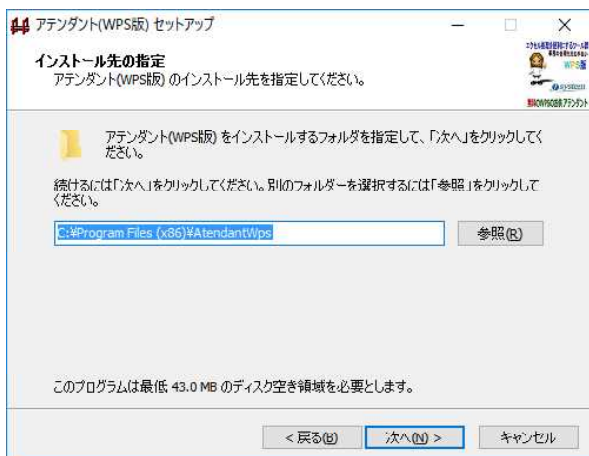 アテンダント(WPS版) セットアップ
インストール先の指定
アテンダント(WPS版) のインストール先を指定してください。
WPS版
アテンダント(WPS版) をインストールするフォルダを指定して、「次へ」をクリックしてく
ださい。
続けるには「次へ」をクリックしてください。別のフォルダーを選択するには「参照」をクリックして
ください。
C:¥Program Files (x86)¥AtendantWps
参照(R)
このプログラムは最低 43.0 MB のディスク空き領域を必要とします。
< 戻る(B)
次へ(N) >
キャンセル